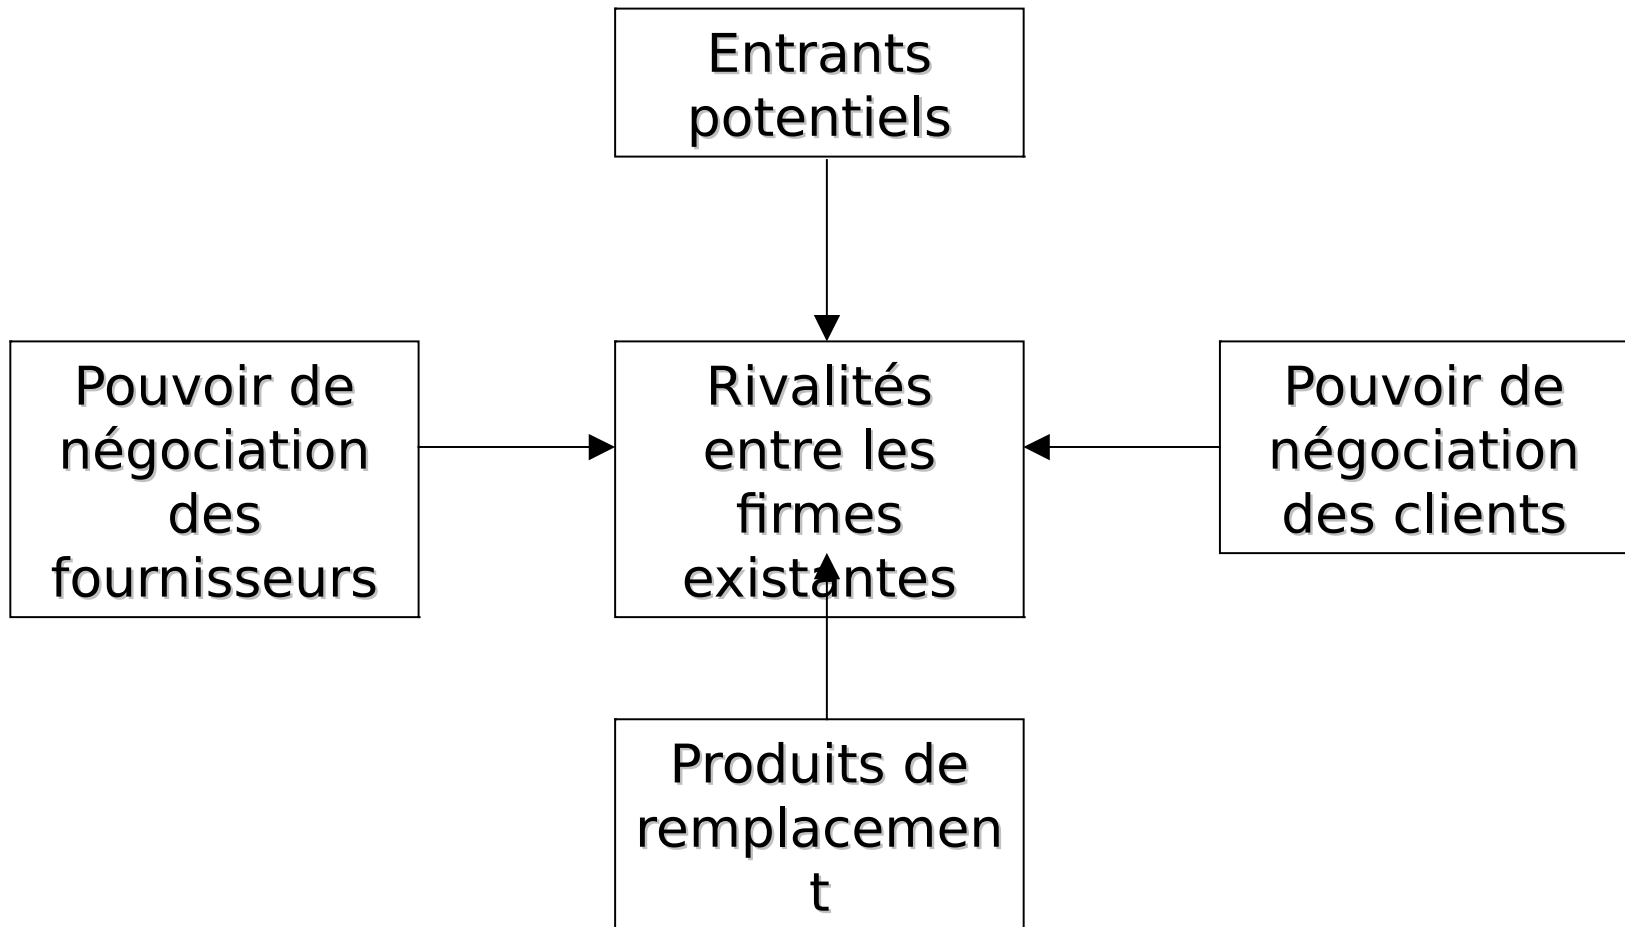 Entrants
potentiels
Pouvoir de
négociation
des
fournisseurs
Rivalités
entre les
firmes
existantes
Pouvoir de
négociation
des clients
Produits de
remplacemen
t